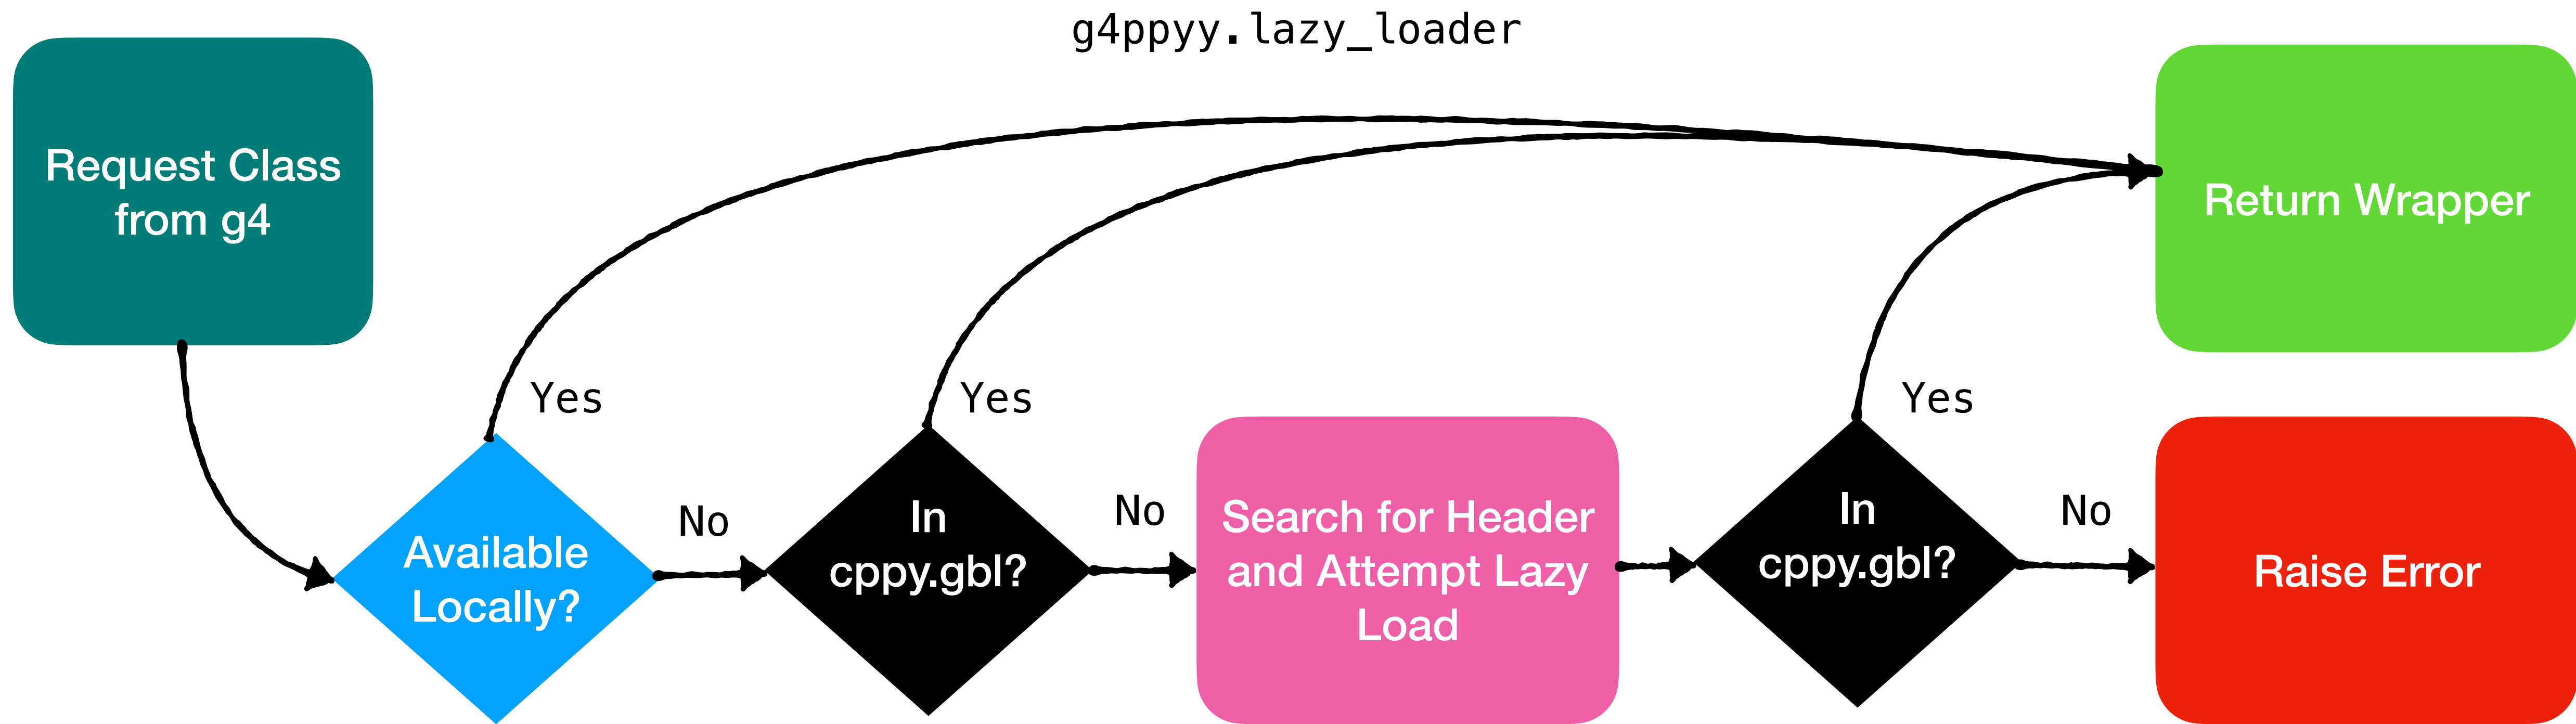 g4ppyy.lazy_loader
Request Class
from g4
Return Wrapper
Yes
Yes
Yes
Available
Locally?
No
In
cppy.gbl?
No
Search for Header
and Attempt Lazy
Load
In
cppy.gbl?
No
Raise Error